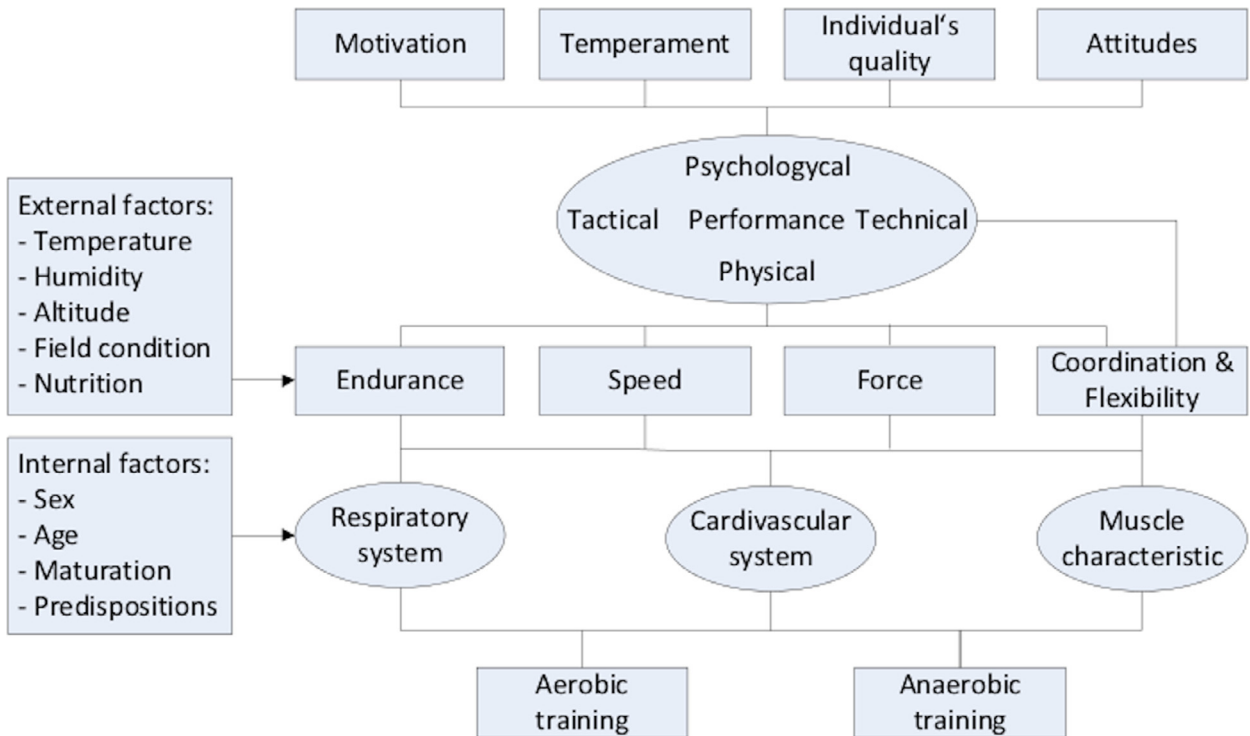 Motivation
Temperament
Individual‘s
quality
Attitudes
Psychologycal
Tactical Performance Technical
Physical
External factors:
- Temperature
- Humidity
- Altitude
- Field condition
- Nutrition
Endurance
Speed
Force
Coordination &
Flexibility
Internal factors:
- Sex
- Age
- Maturation
- Predispositions
Respiratory
system
Cardivascular
system
Muscle
characteristic
Aerobic
training
Anaerobic
training